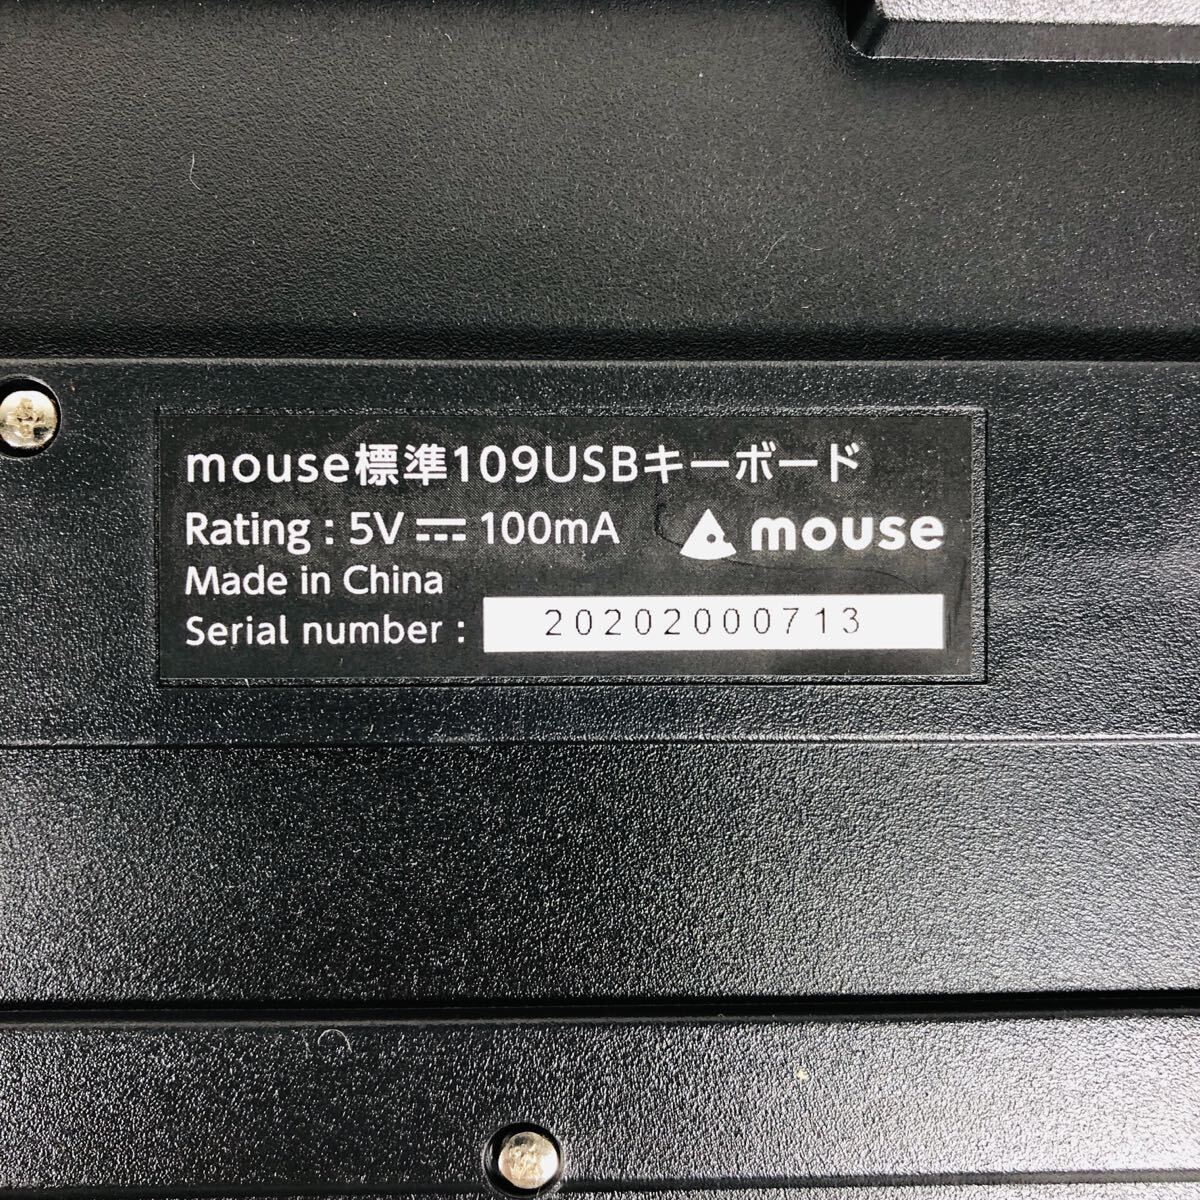 mouse標準109USBキーボード
Rating : 5V 100mA
mouse
Made in China
Serial number : 20202000713